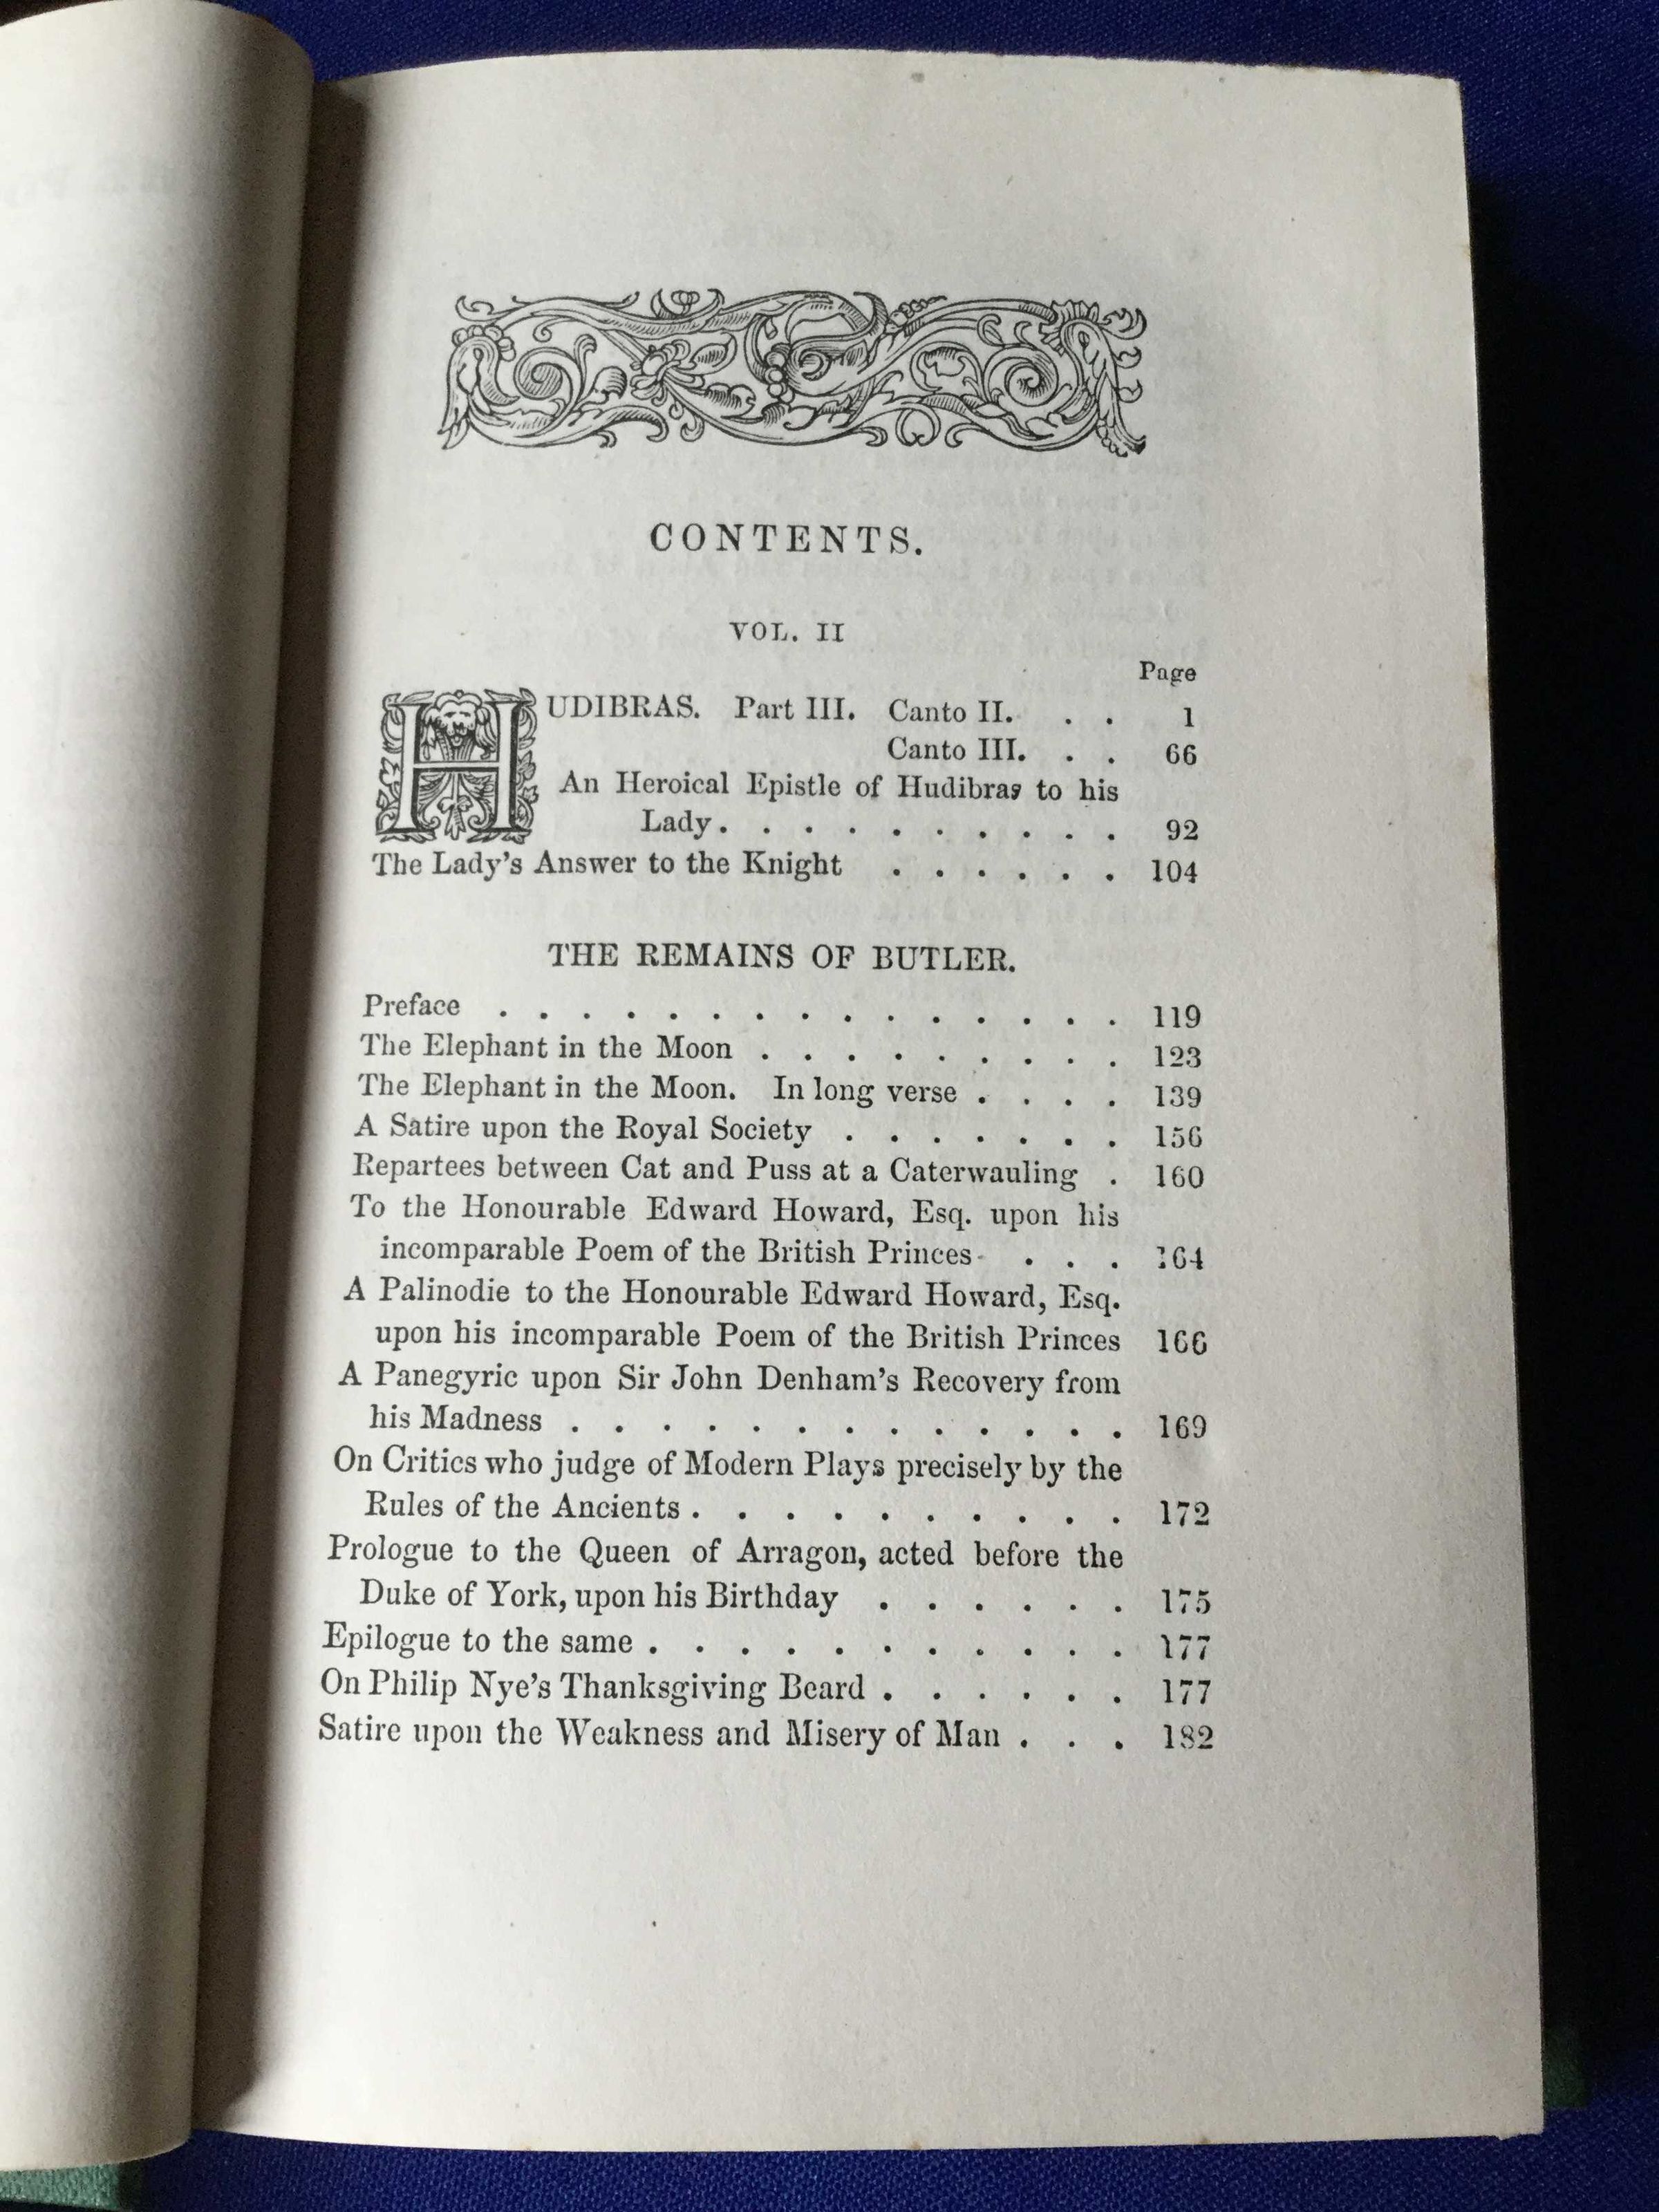 CONTENTS.
VOL. II
Page
HUDIBRAS. Part III. Canto II. . . 1
Canto III. . . 66
An Heroical Epistle of Hudibras to his
Lady. . . . . . . . . . 92
The Lady's Answer to the Knight . . . . . . 104
THE REMAINS OF BUTLER.
Preface . . . . . . . . . . . . . . . 119
The Elephant in the Moon . . . . . . . . . 123
The Elephant in the Moon. In long verse . . . . 139
A Satire upon the Royal Society . . . . . . . 156
Repartees between Cat and Puss at a Caterwauling . 160
To the Honourable Edward Howard, Esq. upon his
incomparable Poem of the British Princes . . . 164
A Palinodie to the Honourable Edward Howard, Esq.
upon his incomparable Poem of the British Princes 166
A Panegyric upon Sir John Denham's Recovery from
his Madness . . . . . . . . . . . . . 169
On Critics who judge of Modern Plays precisely by the
Rules of the Ancients . . . . . . . . . . 172
Prologue to the Queen of Arragon, acted before the
Duke of York, upon his Birthday . . . . . . 175
Epilogue to the same . . . . . . . . . . . 177
On Philip Nye's Thanksgiving Beard . . . . . . 177
Satire upon the Weakness and Misery of Man . . . 182